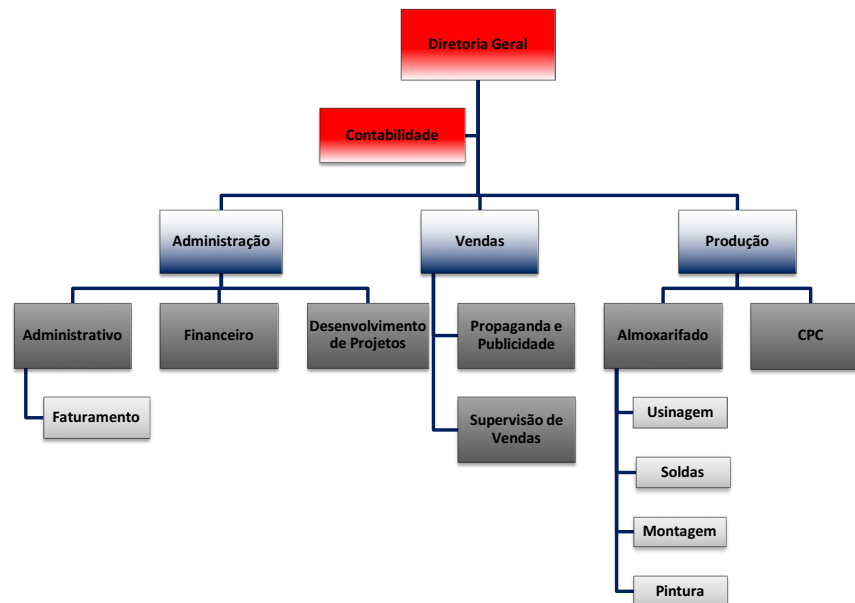 Diretoria Geral
Contabilidade
Administração
Vendas
Produção
Administrativo
Financeiro
Desenvolvimento
de Projetos
Propaganda e
Publicidade
Almoxarifado
CPC
Faturamento
Supervisão de
Vendas
Usinagem
Soldas
Montagem
Pintura